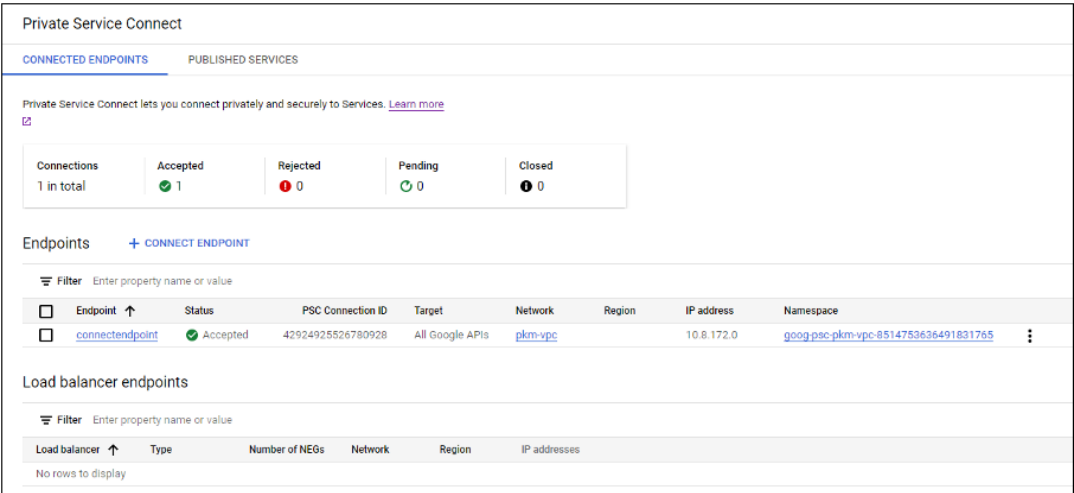 Private Service Connect
CONNECTED ENDPOINTS PUBLISHED SERVICES
Private Service Connect lets you connect privately and securely to Services. Learn more
Connections Accepted Rejected Pending Closed
1 in total 1 0 0 0
Endpoints + CONNECT ENDPOINT
Filter Enter property name or value
Endpoint Status PSC Connection ID Target Network Region IP address Namespace
connectendpoint Accepted 42924925526780928 All Google APIs pkm-vpc 10.8.172.0 goog-psc-pkm-vpc-8514753636491831765
Load balancer endpoints
Filter Enter property name or value
Load balancer Type Number of NEGs Network Region IP addresses
No rows to display